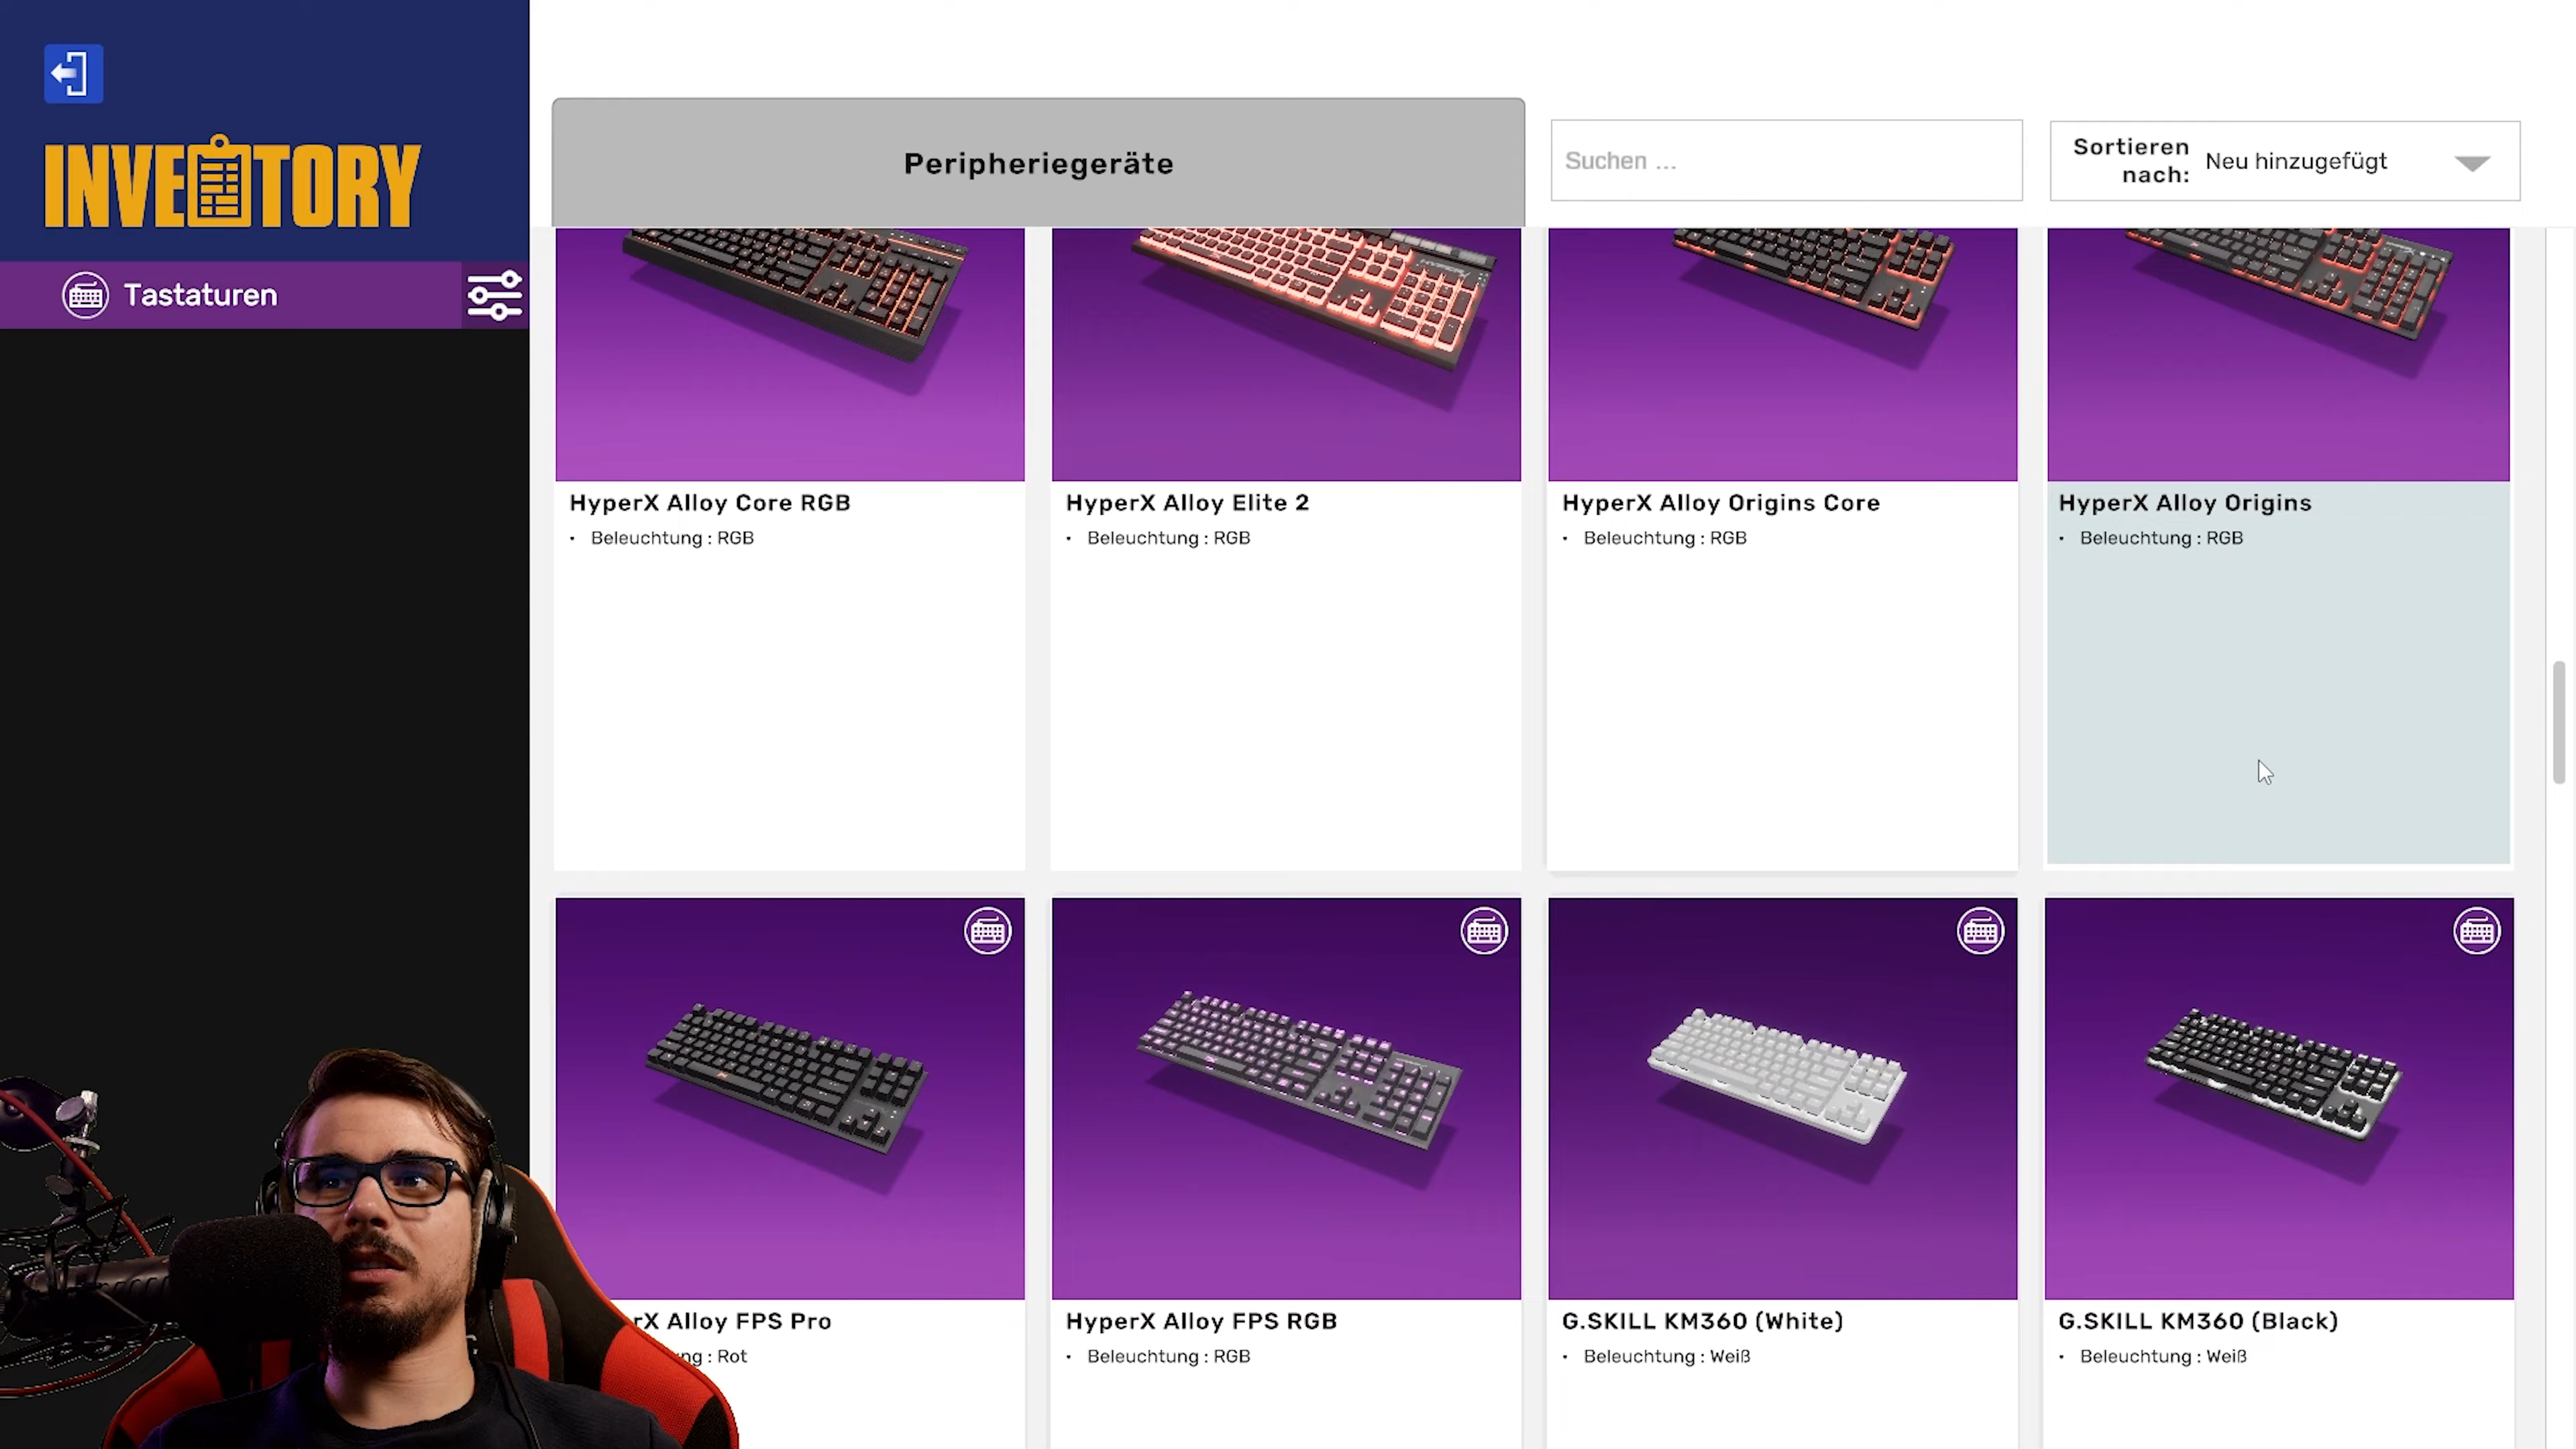 INVENTORY
Tastaturen
Peripheriegeräte
Suchen ...
Sortieren nach:
Neu hinzugefügt
HyperX Alloy Core RGB
• Beleuchtung : RGB
HyperX Alloy Elite 2
• Beleuchtung : RGB
HyperX Alloy Origins Core
• Beleuchtung : RGB
HyperX Alloy Origins
• Beleuchtung : RGB
rX Alloy FPS Pro
ng : Rot
HyperX Alloy FPS RGB
• Beleuchtung : RGB
G.SKILL KM360 (White)
• Beleuchtung : Weiß
G.SKILL KM360 (Black)
• Beleuchtung : Weiß